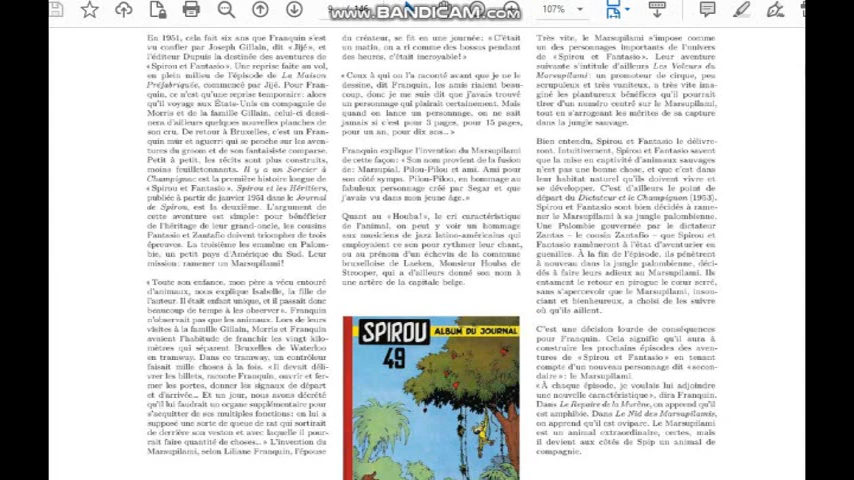 9 / 146
107%
www.BANDICAM.com
En 1951, cela fait six ans que Franquin s'est
vu confier par Joseph Gillain, dit « Jijé », et
l'éditeur Dupuis la destinée des aventures de
« Spirou et Fantasio ». Une reprise faite au vol,
en plein milieu de l'épisode de La Maison
Préfabriquée, commencé par Jijé. Pour Fran-
quin, ce n'est qu'une reprise temporaire : alors
qu'il voyage aux États-Unis en compagnie de
Morris et de la famille Gillain, celui-ci dessi-
nera d'ailleurs quelques nouvelles planches de
son cru. De retour à Bruxelles, c'est un Fran-
quin mûr et aguerri qui se penche sur les aven-
tures du groom et de son fantaisiste comparse.
Petit à petit, les récits sont plus construits,
moins feuilletonnants. Il y a un Sorcier à
Champignac est la première histoire longue de
« Spirou et Fantasio ». Spirou et les Héritiers,
publiée à partir de janvier 1951 dans le Journal
de Spirou, est la deuxième. L'argument de
cette aventure est simple : pour bénéficier
de l'héritage de leur grand-oncle, les cousins
Fantasio et Zantafio doivent triompher de trois
épreuves. La troisième les emmène en Palom-
bie, un petit pays d'Amérique du Sud. Leur
mission : ramener un Marsupilami !
« Toute son enfance, mon père a vécu entouré
d'animaux, nous explique Isabelle, la fille de
l'auteur. Il était enfant unique, et il passait donc
beaucoup de temps à les observer ». Franquin
n'observait pas que les animaux. Lors de leurs
visites à la famille Gillain, Morris et Franquin
avaient l'habitude de franchir les vingt kilo-
mètres qui séparent Bruxelles de Waterloo
en tramway. Dans ce tramway, un contrôleur
faisait mille choses à la fois. « Il devait déli-
vrer les billets, raconte Franquin, ouvrir et fer-
mer les portes, donner les signaux de départ
et d'arrivée... Et un jour, nous avons décrété
qu'il lui faudrait un organe supplémentaire pour
s'acquitter de ses multiples fonctions : on lui a
supposé une sorte de queue de rat qui sortirait
de derrière son veston et avec laquelle il pour-
rait faire quantité de choses... » L'invention du
Marsupilami, selon Liliane Franquin, l'épouse
du créateur, se fit en une journée : « C'était
un matin, on a ri comme des bossus pendant
des heures, c'était incroyable ! »
« Ceux à qui l'on l'a raconté avant que je ne le
dessine, dit Franquin, les amis riaient beau-
coup, donc je me suis dit que j'avais trouvé
un personnage qui plairait certainement. Mais
quand on lance un personnage, on ne sait
jamais si c'est pour 3 pages, pour 15 pages,
pour un an, pour dix ans... »
Franquin explique l'invention du Marsupilami
de cette façon : « Son nom provient de la fusion
de : Marsupial, Pilou-Pilou et ami. Ami pour
son côté sympa. Pilou-Pilou, en hommage au
fabuleux personnage créé par Segar et que
j'avais vu dans mon jeune âge. »
Quant au « Houba ! », le cri caractéristique
de l'animal, on peut y voir un hommage
aux musiciens de jazz latino-américains qui
employaient ce son pour rythmer leur chant,
ou au prénom d'un échevin de la commune
bruxelloise de Laeken, Monsieur Houba de
Strooper, qui a d'ailleurs donné son nom à
une artère de la capitale belge.
SPIROU
ALBUM DU JOURNAL
49
Très vite, le Marsupilami s'impose comme
un des personnages importants de l'univers
de « Spirou et Fantasio ». Leur aventure
suivante s'intitule d'ailleurs Les Voleurs du
Marsupilami : un promoteur de cirque, peu
scrupuleux et très vaniteux, a très vite ima-
giné les plantureux bénéfices qu'il pourrait
tirer d'un numéro centré sur le Marsupilami,
tout en s'arrogeant les mérites de sa capture
dans la jungle sauvage.
Bien entendu, Spirou et Fantasio le délivre-
ront. Intuitivement, Spirou et Fantasio savent
que la mise en captivité d'animaux sauvages
n'est pas une bonne chose, et que c'est dans
leur habitat naturel qu'ils doivent vivre et
se développer. C'est d'ailleurs le point de
départ du Dictateur et le Champignon (1953).
Spirou et Fantasio sont bien décidés à rame-
ner le Marsupilami à sa jungle palombienne.
Une Palombie gouvernée par le dictateur
Zantas – le cousin Zantafio – que Spirou et
Fantasio ramèneront à l'état d'aventurier en
guenilles. À la fin de l'épisode, ils pénètrent
à nouveau dans la jungle palombienne, déci-
dés à faire leurs adieux au Marsupilami. Ils
entament le retour en pirogue le cœur serré,
sans s'apercevoir que le Marsupilami, insou-
ciant et bienheureux, a choisi de les suivre
où qu'ils aillent.
C'est une décision lourde de conséquences
pour Franquin. Cela signifie qu'il aura à
construire les prochains épisodes des aven-
tures de « Spirou et Fantasio » en tenant
compte d'un nouveau personnage dit « secon-
daire » : le Marsupilami.
« À chaque épisode, je voulais lui adjoindre
une nouvelle caractéristique », dira Franquin.
Dans Le Repaire de la Murène, on apprend qu'il
est amphibie. Dans Le Nid des Marsupilamis,
on apprend qu'il est ovipare. Le Marsupilami
est un animal extraordinaire, certes, mais
il devient aux côtés de Spip un animal de
compagnie.